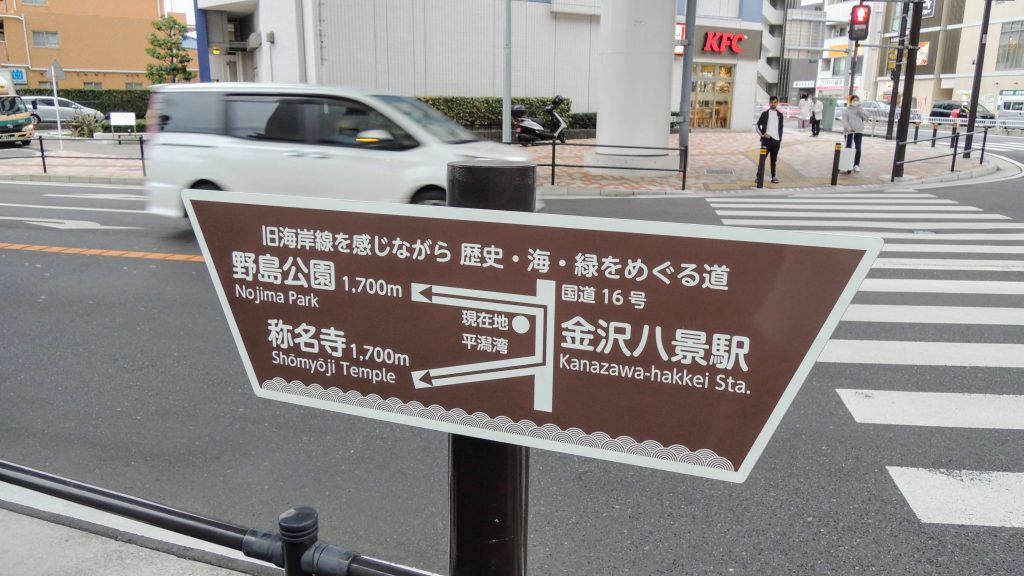 KFC
旧海岸線を感じながら 歴史・海・緑をめぐる道
野島公園 1,700m
Nojima Park
国道16号
現在地
平潟湾
金沢八景駅
Kanazawa-hakkei Sta.
称名寺 1,700m
Shōmyōji Temple